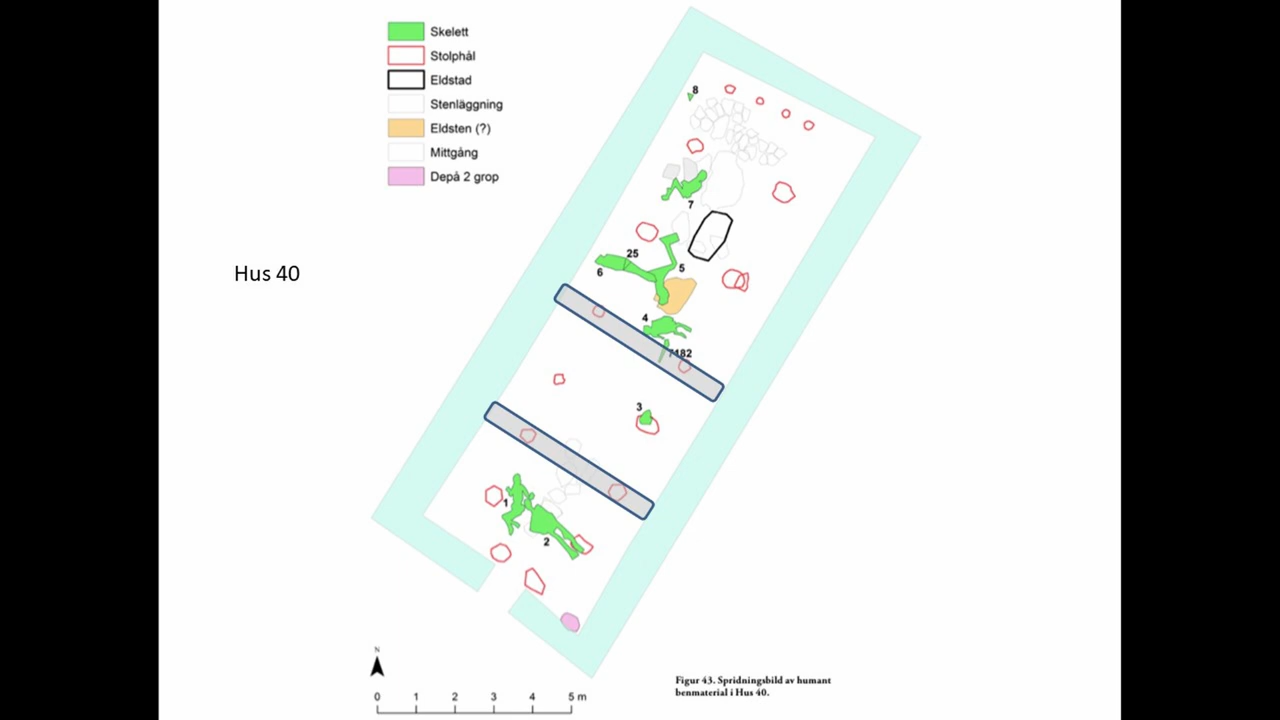 Skelett
Stolphål
Eldstad
Stenläggning
Eldsten (?)
Mittgång
Depå 2 grop
Hus 40
8
7
25
6
5
4
7182
3
1
2
N
0 1 2 3 4 5 m
Figur 43. Spridningsbild av humant
benmaterial i Hus 40.